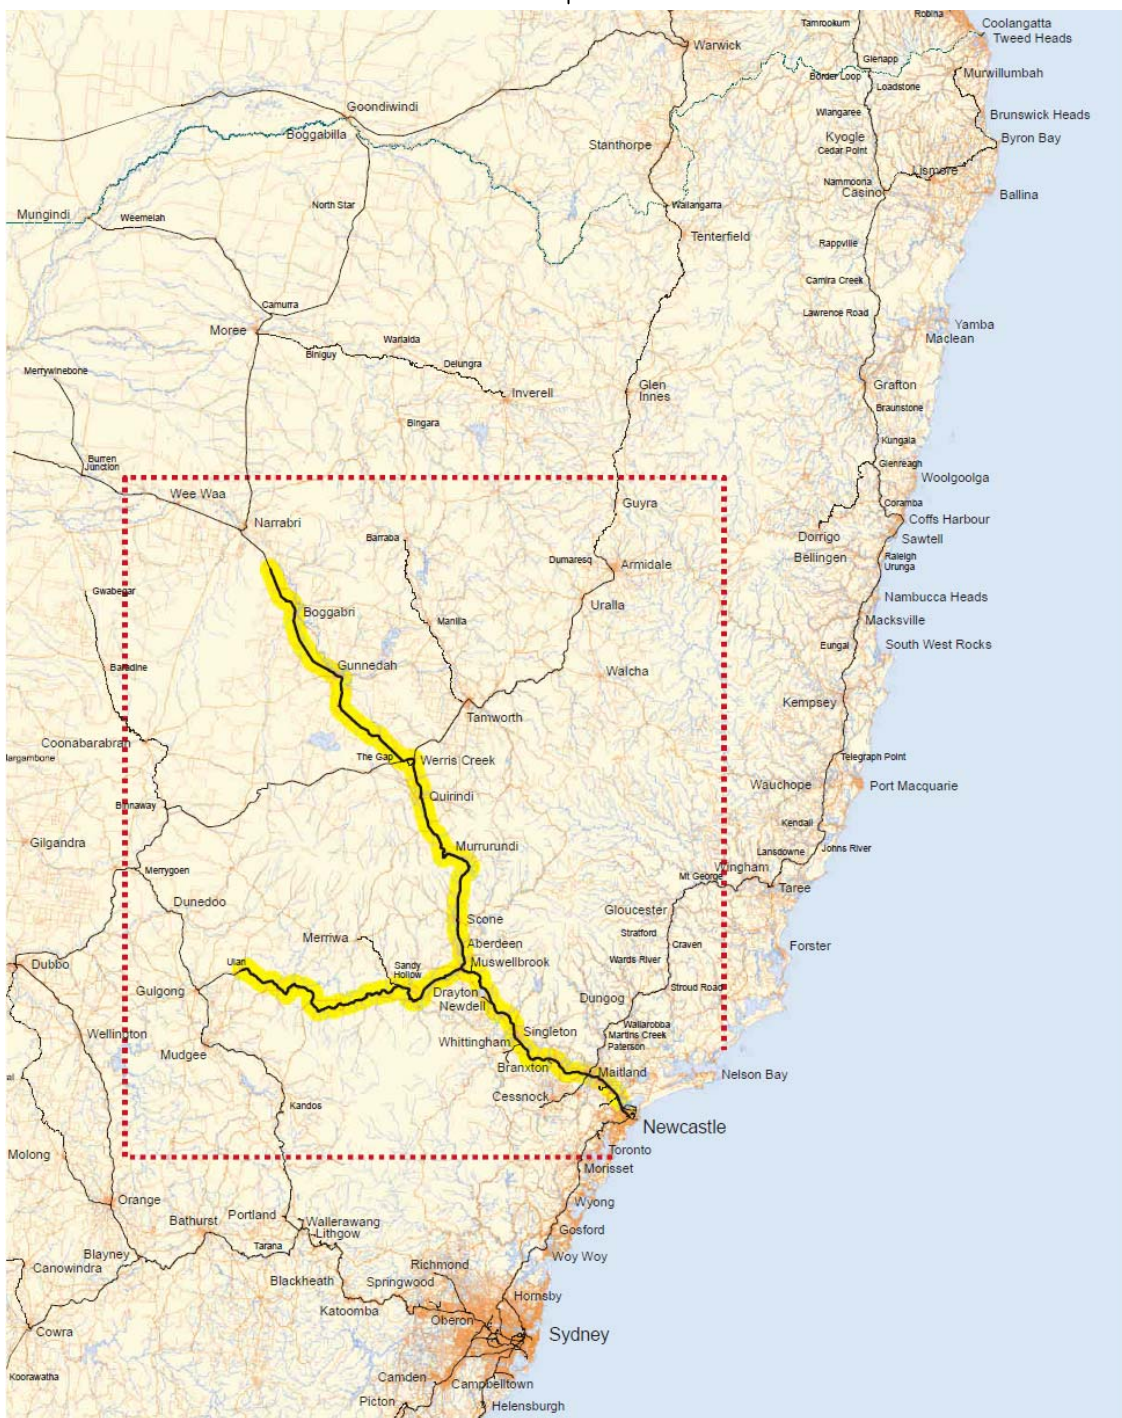 Robina
Tamrookum
Coolangatta
Tweed Heads
Warwick
Glenapp
Border Loop
Murwillumbah
Loadstone
Goondiwindi
Wiangaree
Brunswick Heads
Boggabilla
Kyogle
Byron Bay
Stanthorpe
Cedar Point
Lismore
Nammoona
Casino
Ballina
Mungindi
Weemelah
North Star
Wallangarra
Tenterfield
Rappville
Camira Creek
Camurra
Lawrence Road
Moree
Yamba
Maclean
Warialda
Biniguy
Delungra
Merrywinebone
Inverell
Glen
Innes
Grafton
Braunstone
Bingara
Kungala
Burren
Junction
Glenreagh
Woolgoolga
Wee Waa
Guyra
Coramba
Narrabri
Coffs Harbour
Barraba
Dorrigo
Sawtell
Dumaresq
Armidale
Bellingen
Raleigh
Urunga
Gwabegar
Boggabri
Uralla
Nambucca Heads
Manilla
Macksville
Eungai
South West Rocks
Baradine
Gunnedah
Walcha
Kempsey
Tamworth
Coonabarabran
The Gap
Werris Creek
Telegraph Point
Quirindi
Wauchope
Port Macquarie
Binnaway
Kendall
Gilgandra
Murrurundi
Lansdowne
Johns River
Merrygoen
Wingham
Mt George
Taree
Dunedoo
Gloucester
Scone
Stratford
Merriwa
Aberdeen
Craven
Forster
Ulan
Sandy
Hollow
Muswellbrook
Wards River
Dubbo
Gulgong
Drayton
Newdell
Dungog
Stroud Road
Wellington
Singleton
Wallarobba
Martins Creek
Whittingham
Paterson
Mudgee
Branxton
Maitland
Nelson Bay
Cessnock
Kandos
Newcastle
Toronto
Molong
Morisset
Orange
Wyong
Bathurst
Portland
Wallerawang
Lithgow
Gosford
Tarana
Blayney
Woy Woy
Canowindra
Richmond
Blackheath
Springwood
Hornsby
Katoomba
Oberon
Cowra
Sydney
Koorawatha
Camden
Campbelltown
Picton
Helensburgh